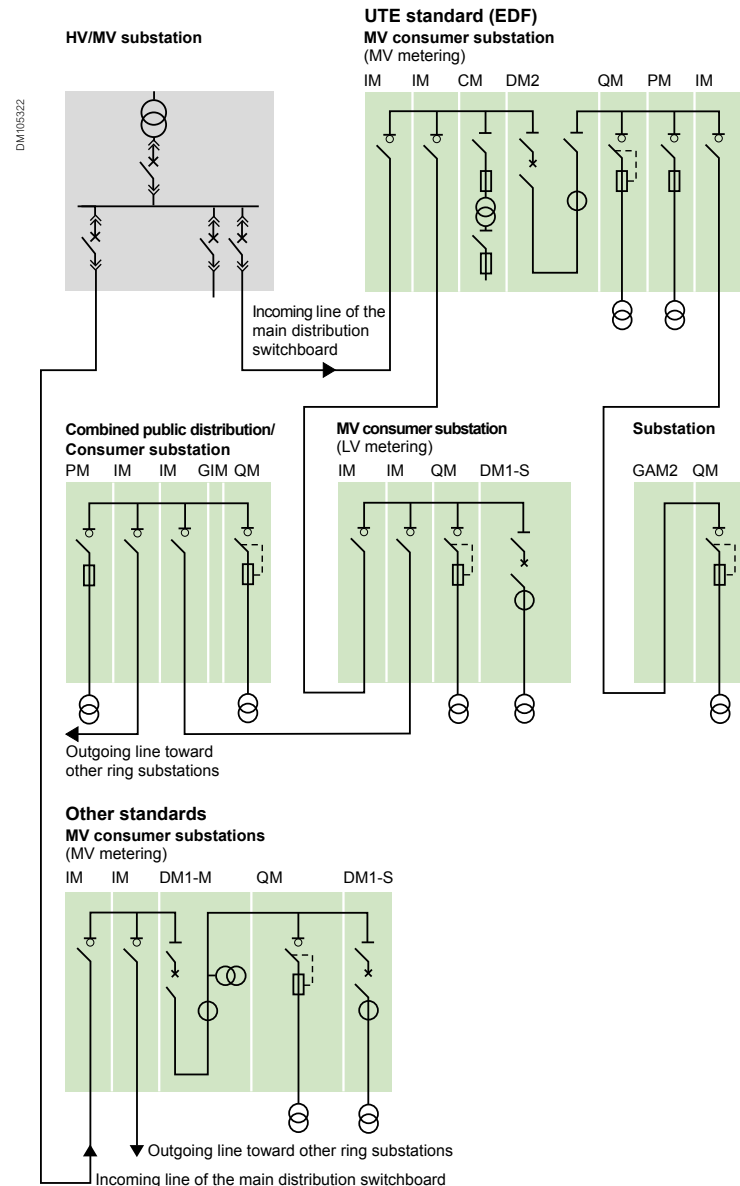 UTE standard (EDF)
HV/MV substation
MV consumer substation
(MV metering)
IM IM CM DM2 QM PM IM
DM105322
Incoming line of the
main distribution
switchboard
Combined public distribution/
Consumer substation
PM IM IM GIM QM
MV consumer substation
(LV metering)
IM IM QM DM1-S
Substation
GAM2 QM
Outgoing line toward
other ring substations
Other standards
MV consumer substations
(MV metering)
IM IM DM1-M QM DM1-S
Outgoing line toward other ring substations
Incoming line of the main distribution switchboard